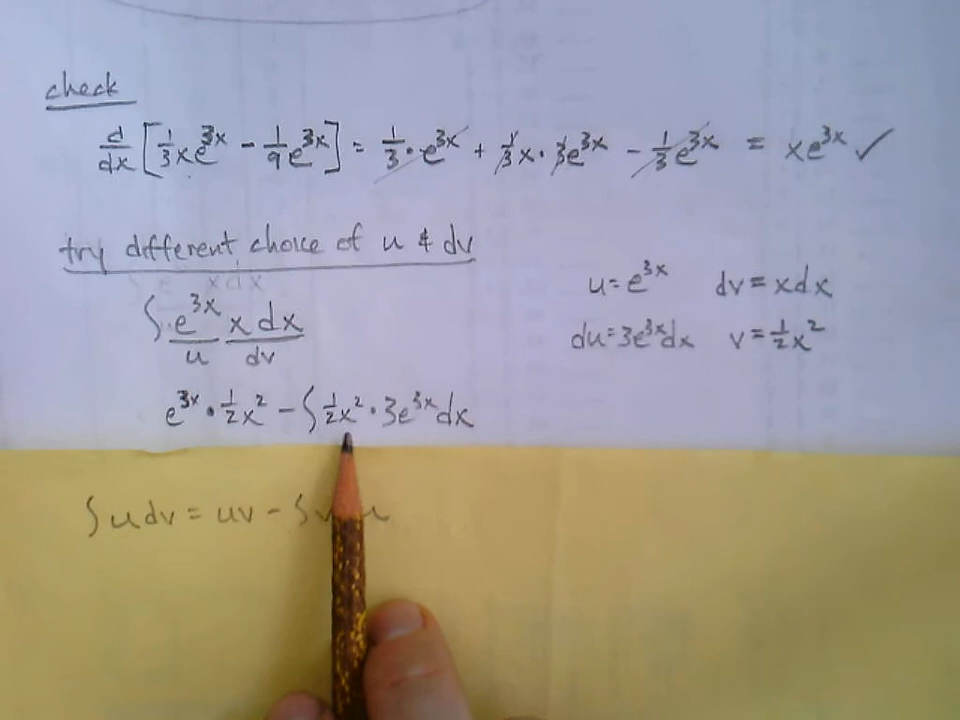 check
d/dx [1/3 xe^3x - 1/9 e^3x] = 1/3 · e^3x + 1/3 x · 3e^3x - 1/3 e^3x = xe^3x ✓
try different choice of u & dv
∫ e^3x x dx
u dv
u = e^3x dv = x dx
du = 3e^3x dx v = 1/2 x^2
e^3x · 1/2 x^2 - ∫ 1/2 x^2 · 3e^3x dx
∫ u dv = uv - ∫ v u